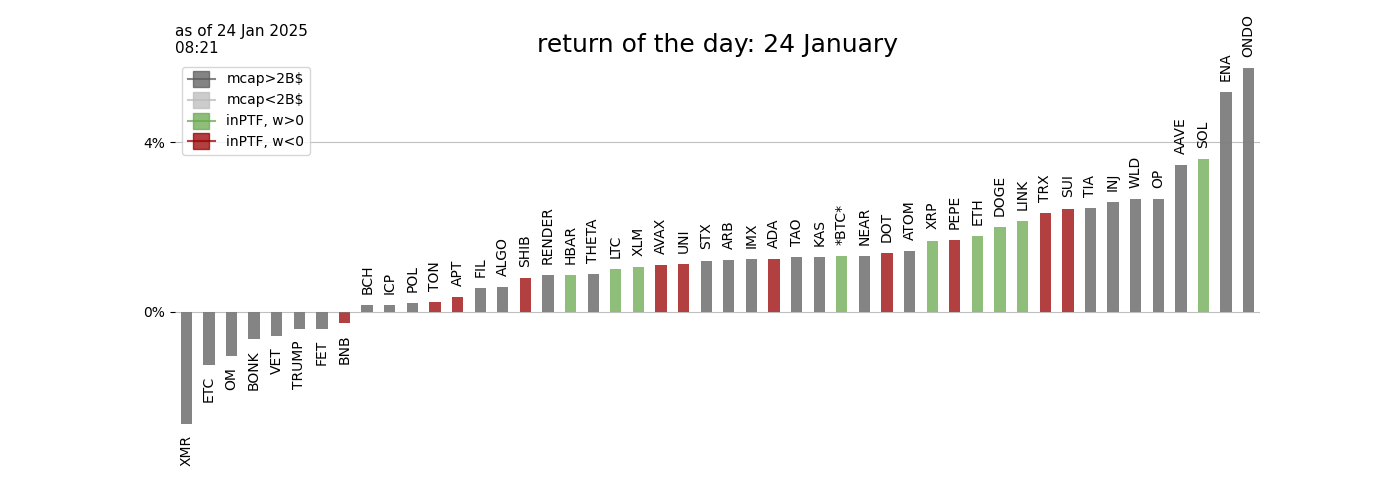 as of 24 Jan 2025
08:21
return of the day: 24 January
mcap>2B$
mcap<2B$
inPTF, w>0
inPTF, w<0
4%
0%
XMR
ETC
OM
BONK
VET
TRUMP
FET
BNB
BCH
ICP
POL
TON
APT
FIL
ALGO
SHIB
RENDER
HBAR
THETA
LTC
XLM
AVAX
UNI
STX
ARB
IMX
ADA
TAO
KAS
*BTC*
NEAR
DOT
ATOM
XRP
PEPE
ETH
DOGE
LINK
TRX
SUI
TIA
INJ
WLD
OP
AAVE
SOL
ENA
ONDO